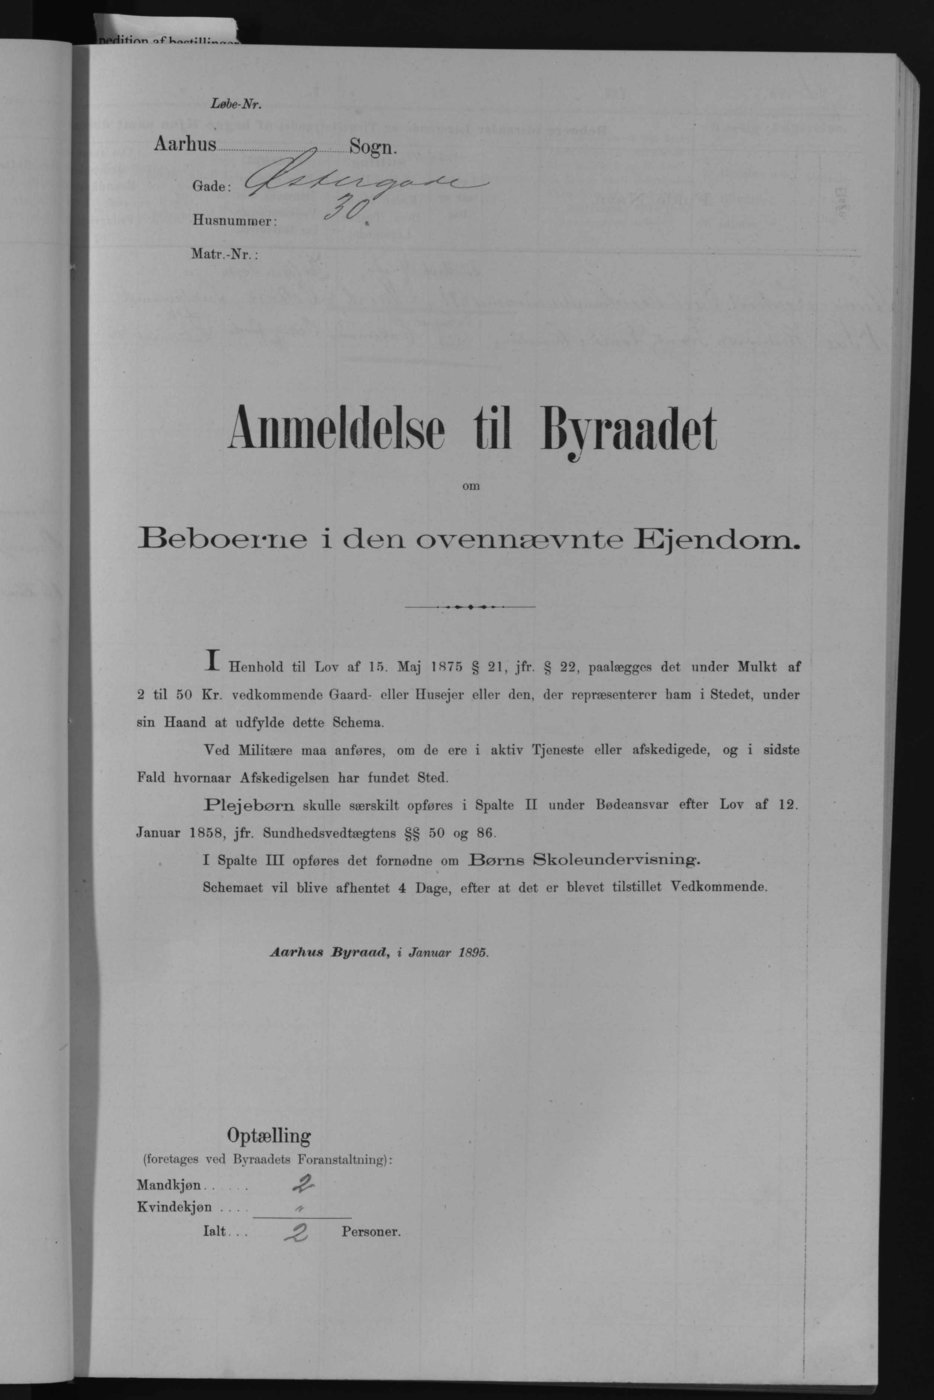 pedition af bestillinger
Løbe-Nr.
Aarhus Sogn.
Gade: Østergade
Husnummer: 30.
Matr.-Nr.:
Anmeldelse til Byraadet
om
Beboerne i den ovennævnte Ejendom.
I Henhold til Lov af 15. Maj 1875 § 21, jfr. § 22, paalægges det under Mulkt af
2 til 50 Kr. vedkommende Gaard- eller Husejer eller den, der repræsenterer ham i Stedet, under
sin Haand at udfylde dette Schema.
Ved Militære maa anføres, om de ere i aktiv Tjeneste eller afskedigede, og i sidste
Fald hvornaar Afskedigelsen har fundet Sted.
Plejebørn skulle særskilt opføres i Spalte II under Bødeansvar efter Lov af 12.
Januar 1858, jfr. Sundhedsvedtægtens §§ 50 og 86.
I Spalte III opføres det fornødne om Børns Skoleundervisning.
Schemaet vil blive afhentet 4 Dage, efter at det er blevet tilstillet Vedkommende.
Aarhus Byraad, i Januar 1895.
Optælling
(foretages ved Byraadets Foranstaltning):
Mandkjøn...... 2
Kvindekjøn .... "
Ialt... 2 Personer.